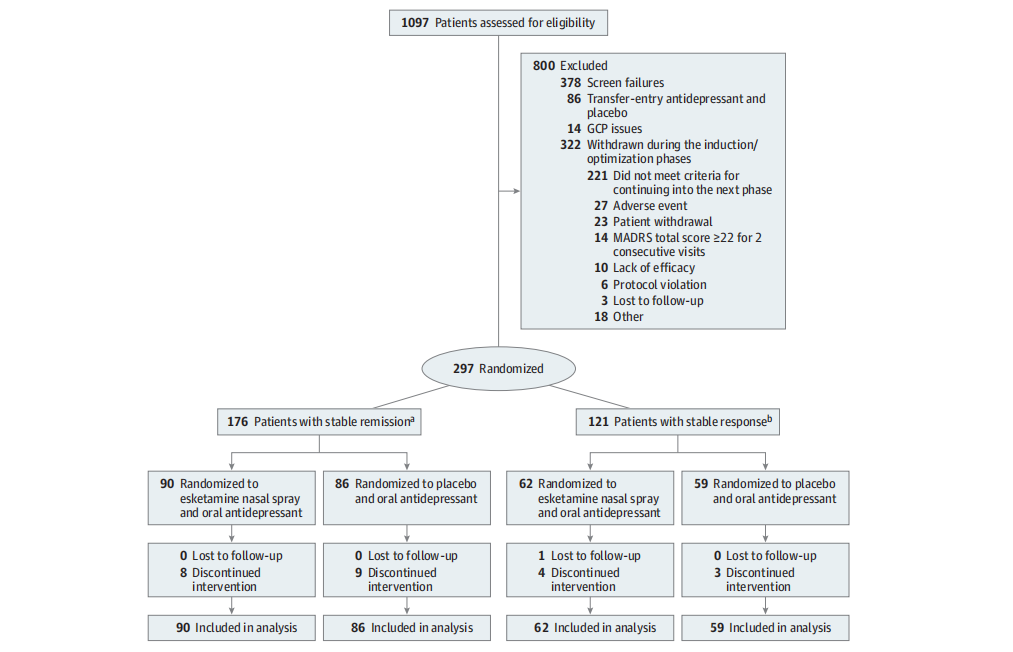 1097 Patients assessed for eligibility
800 Excluded
378 Screen failures
86 Transfer-entry antidepressant and
placebo
14 GCP issues
322 Withdrawn during the induction/
optimization phases
221 Did not meet criteria for
continuing into the next phase
27 Adverse event
23 Patient withdrawal
14 MADRS total score ≥22 for 2
consecutive visits
10 Lack of efficacy
6 Protocol violation
3 Lost to follow-up
18 Other
297 Randomized
176 Patients with stable remissionᵃ
121 Patients with stable responseᵇ
90 Randomized to
esketamine nasal spray
and oral antidepressant
86 Randomized to placebo
and oral antidepressant
62 Randomized to
esketamine nasal spray
and oral antidepressant
59 Randomized to placebo
and oral antidepressant
0 Lost to follow-up
8 Discontinued
intervention
0 Lost to follow-up
9 Discontinued
intervention
1 Lost to follow-up
4 Discontinued
intervention
0 Lost to follow-up
3 Discontinued
intervention
90 Included in analysis
86 Included in analysis
62 Included in analysis
59 Included in analysis